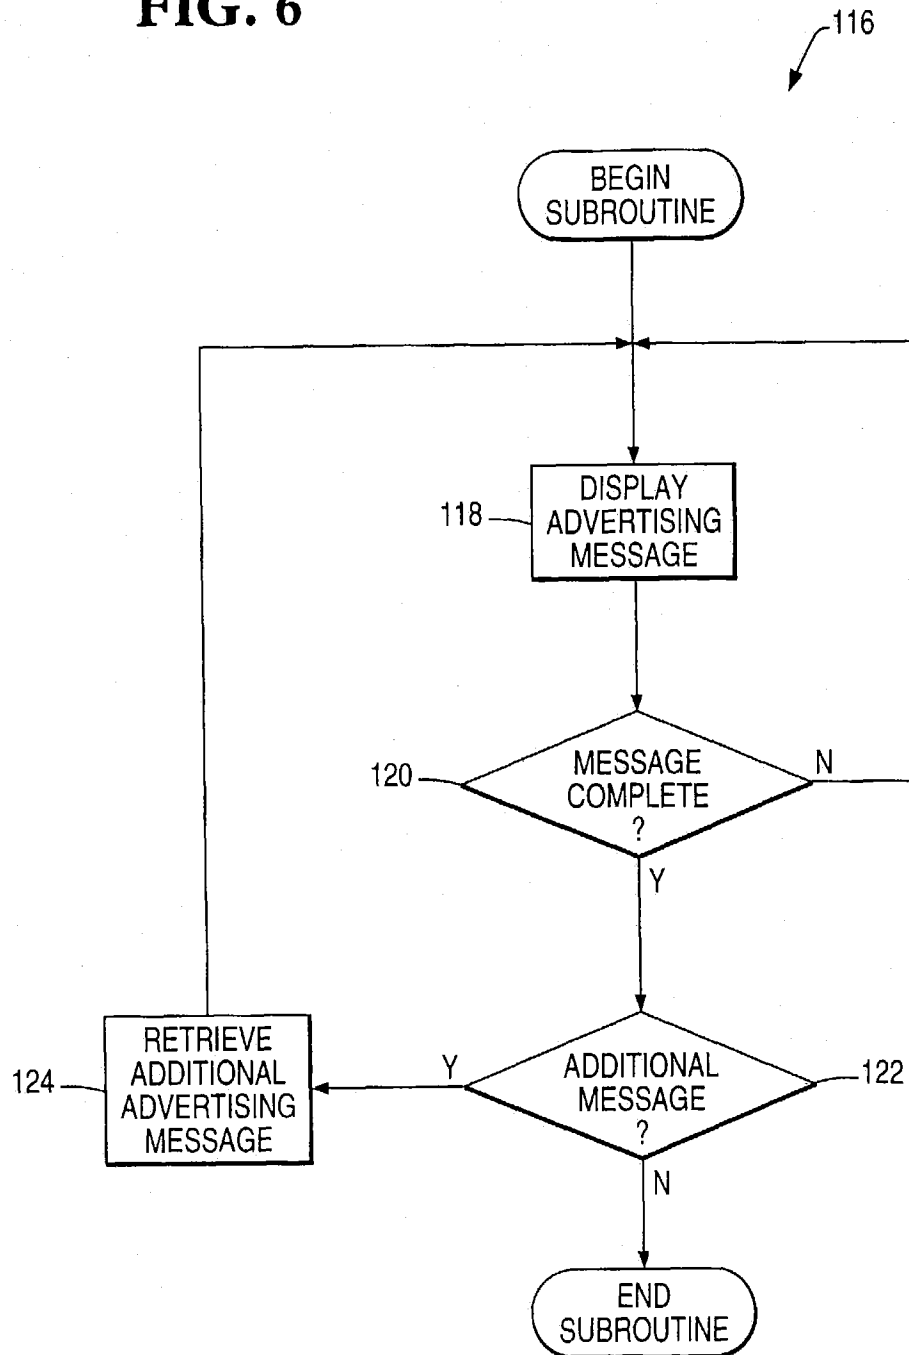 FIG. 6
116
BEGIN
SUBROUTINE
118
DISPLAY
ADVERTISING
MESSAGE
120
MESSAGE
COMPLETE
?
N
Y
124
RETRIEVE
ADDITIONAL
ADVERTISING
MESSAGE
Y
ADDITIONAL
MESSAGE
?
122
N
END
SUBROUTINE